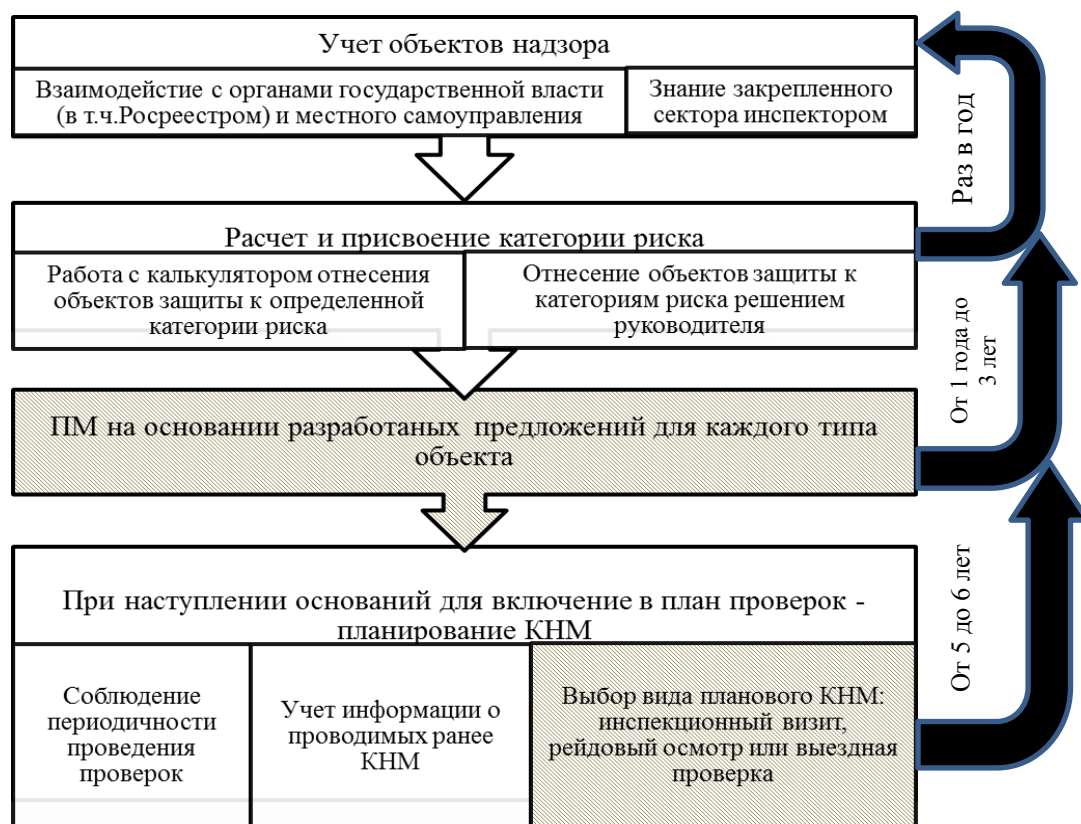 Учет объектов надзора
Взаимодейстие с органами государственной власти
(в т.ч.Росреестром) и местного самоуправления
Знание закрепленного
сектора инспектором
Раз в год
Расчет и присвоение категории риска
Работа с калькулятором отнесения
объектов защиты к определенной
категории риска
Отнесение объектов защиты к
категориям риска решением
руководителя
От 1 года до
3 лет
ПМ на основании разработаных предложений для каждого типа
объекта
При наступлении оснований для включение в план проверок -
планирование КНМ
От 5 до 6 лет
Соблюдение
периодичности
проведения
проверок
Учет информации о
проводимых ранее
КНМ
Выбор вида планового КНМ:
инспекционный визит,
рейдовый осмотр или выездная
проверка